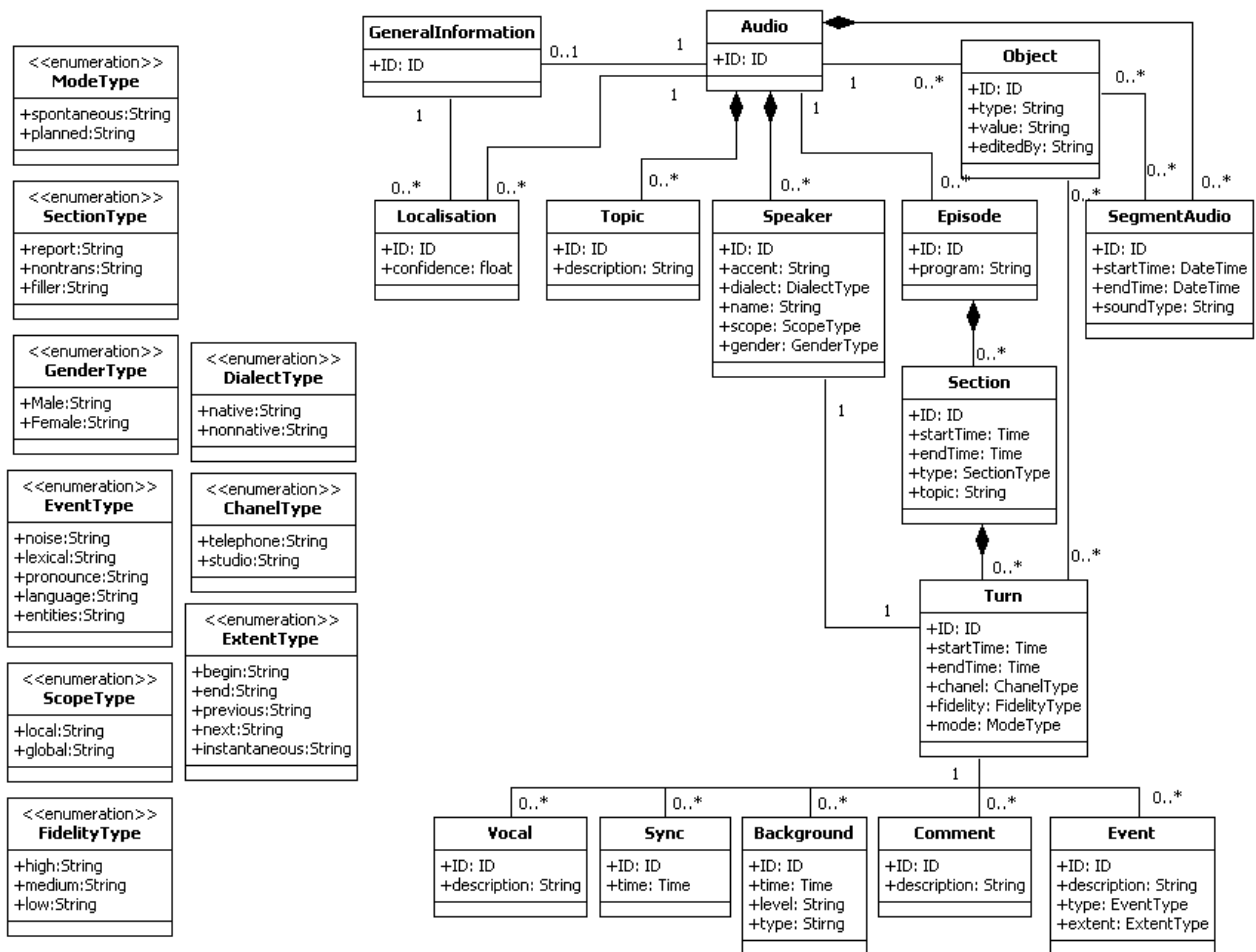 <<enumeration>>
ModeType
+spontaneous:String
+planned:String
<<enumeration>>
SectionType
+report:String
+nontrans:String
+filler:String
<<enumeration>>
GenderType
+Male:String
+Female:String
<<enumeration>>
EventType
+noise:String
+lexical:String
+pronounce:String
+language:String
+entities:String
<<enumeration>>
ScopeType
+local:String
+global:String
<<enumeration>>
FidelityType
+high:String
+medium:String
+low:String
<<enumeration>>
DialectType
+native:String
+nonnative:String
<<enumeration>>
ChanelType
+telephone:String
+studio:String
<<enumeration>>
ExtentType
+begin:String
+end:String
+previous:String
+next:String
+instantaneous:String
GeneralInformation
+ID: ID
0..1
1
Audio
+ID: ID
1
0..*
Object
+ID: ID
+type: String
+value: String
+editedBy: String
0..*
1
1
1
0..*
0..*
0..*
0..*
0..*
0..*
0..*
0..*
Localisation
+ID: ID
+confidence: float
Topic
+ID: ID
+description: String
Speaker
+ID: ID
+accent: String
+dialect: DialectType
+name: String
+scope: ScopeType
+gender: GenderType
Episode
+ID: ID
+program: String
SegmentAudio
+ID: ID
+startTime: DateTime
+endTime: DateTime
+soundType: String
0..*
Section
+ID: ID
+startTime: Time
+endTime: Time
+type: SectionType
+topic: String
1
0..*
0..*
1
Turn
+ID: ID
+startTime: Time
+endTime: Time
+chanel: ChanelType
+fidelity: FidelityType
+mode: ModeType
1
0..*
0..*
0..*
0..*
0..*
Vocal
+ID: ID
+description: String
Sync
+ID: ID
+time: Time
Background
+ID: ID
+time: Time
+level: String
+type: Stirng
Comment
+ID: ID
+description: String
Event
+ID: ID
+description: String
+type: EventType
+extent: ExtentType